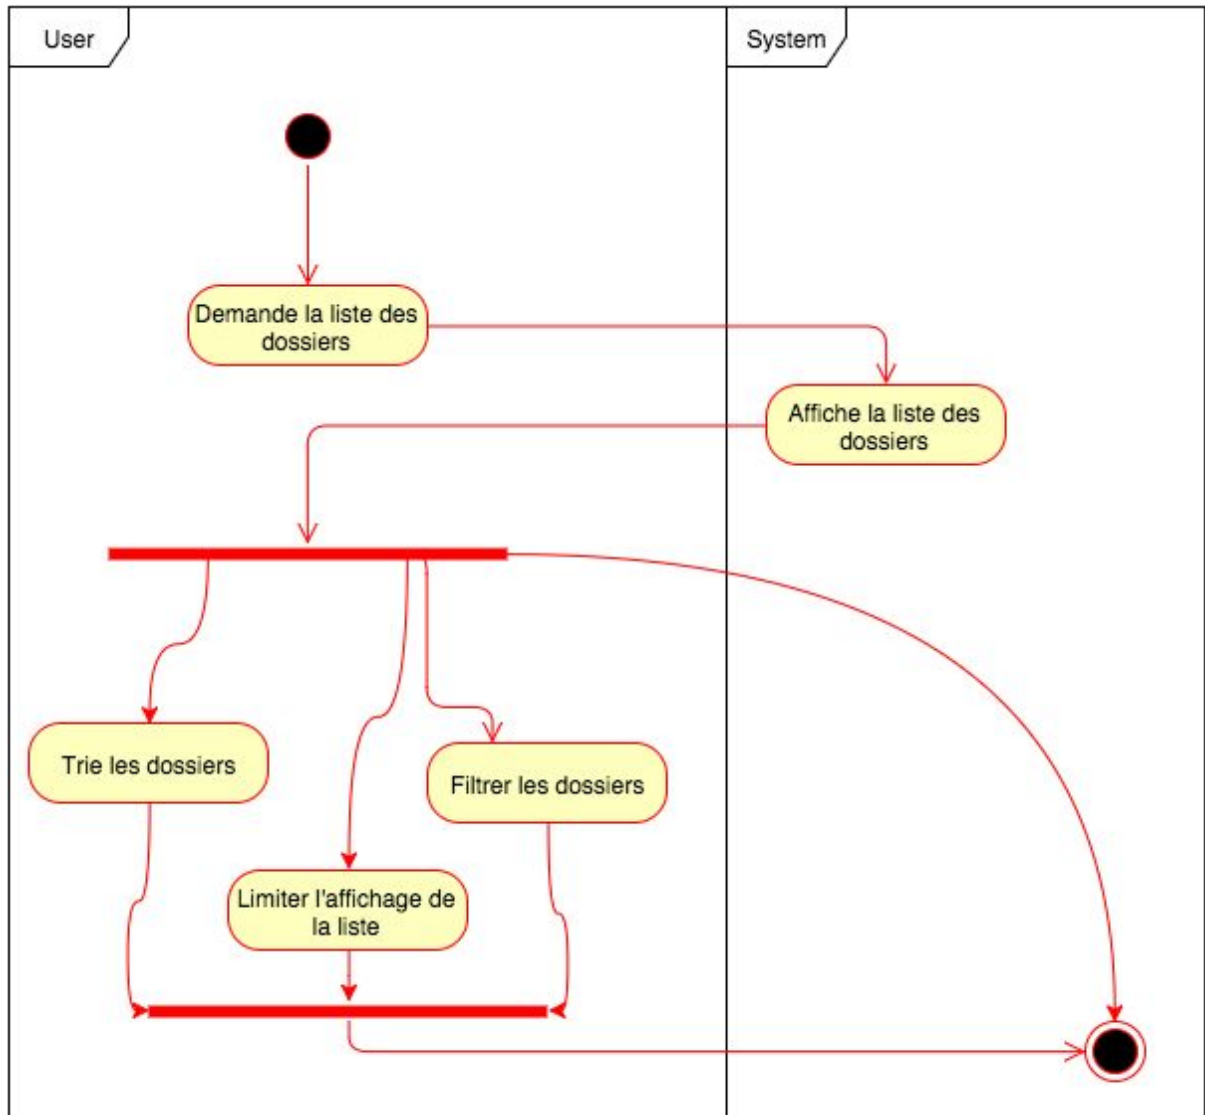 User
System
Demande la liste des
dossiers
Affiche la liste des
dossiers
Trie les dossiers
Filtrer les dossiers
Limiter l'affichage de
la liste